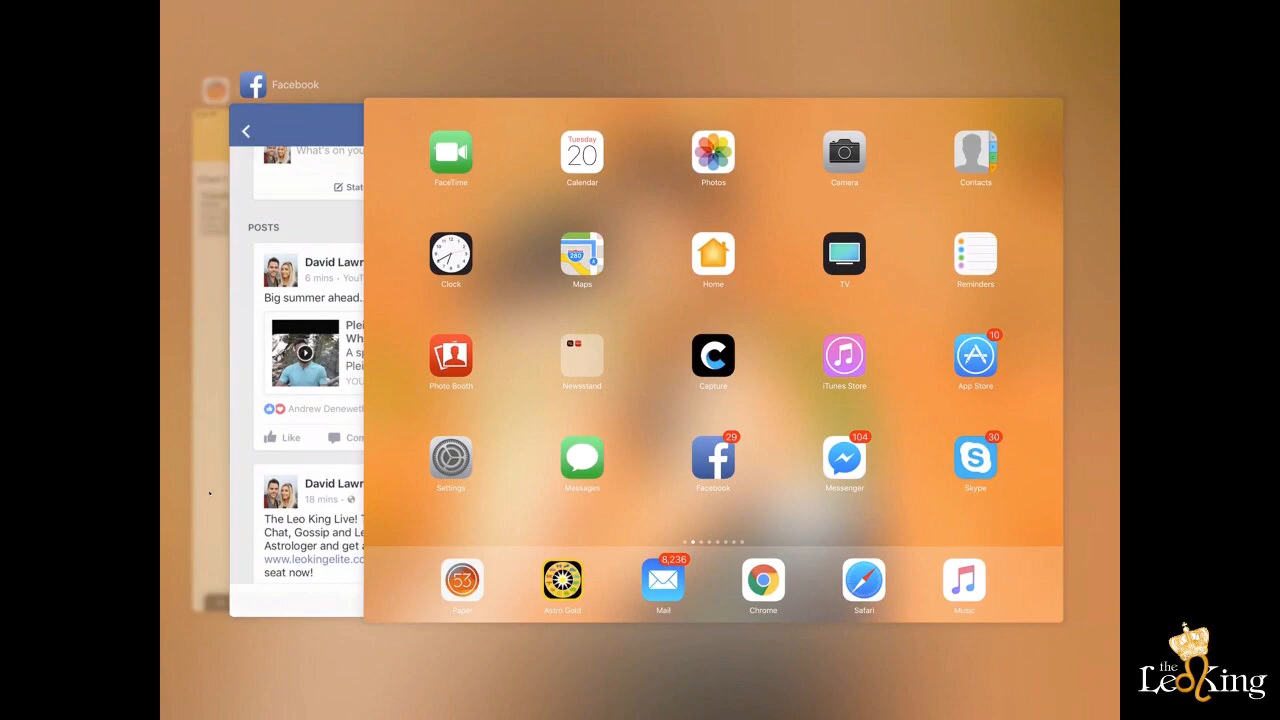 Facebook
What's on you
Stat
POSTS
David Lawr
6 mins • YouT
Big summer ahead..
Plei
Wh
A sp
Plei
YOU
Andrew Deneweth
Like
Com
David Lawr
18 mins •
The Leo King Live! T
Chat, Gossip and Le
Astrologer and get a
www.leokingelite.co
seat now!
Tuesday
20
FaceTime
Calendar
Photos
Camera
Contacts
12
280
Clock
Maps
Home
TV
Reminders
10
Photo Booth
Newsstand
Capture
iTunes Store
App Store
29
104
30
Settings
Messages
Facebook
Messenger
Skype
8,236
53
Paper
Astro Gold
Mail
Chrome
Safari
Music
the
LeoKing